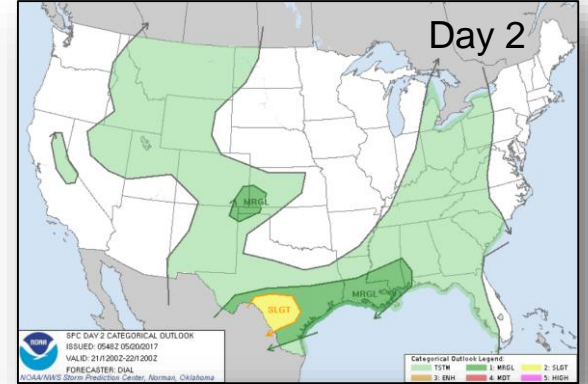 Day 2
MRGL
SLGT
MRGL
NOAA
SPC DAY 2 CATEGORICAL OUTLOOK
ISSUED: 0548Z 05/20/2017
VALID: 21/1200Z-22/1200Z
FORECASTER: DIAL
NOAA/NWS Storm Prediction Center, Norman, Oklahoma
Categorical Outlook Legend:
TSTM 1: MRGL 2: SLGT
3: ENH 4: MDT 5: HIGH